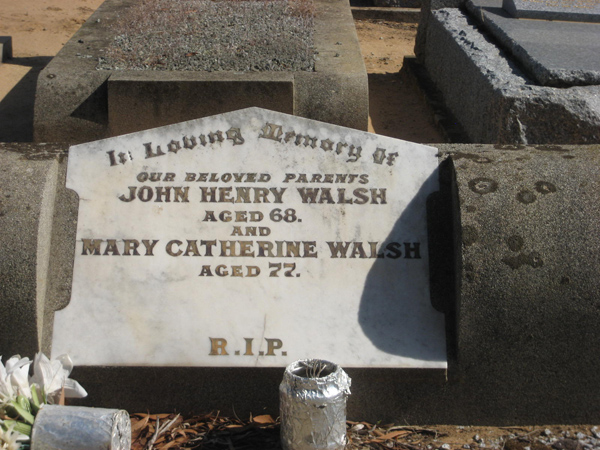 In Loving Memory Of
OUR BELOVED PARENTS
JOHN HENRY WALSH
AGED 68.
AND
MARY CATHERINE WALSH
AGED 77.
R.I.P.